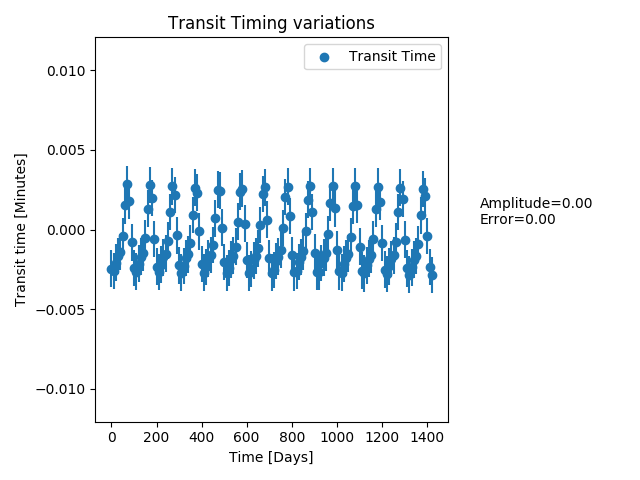 Transit Timing variations
Transit Time
0.010
0.005
0.000
−0.005
−0.010
Transit time [Minutes]
0 200 400 600 800 1000 1200 1400
Time [Days]
Amplitude=0.00
Error=0.00